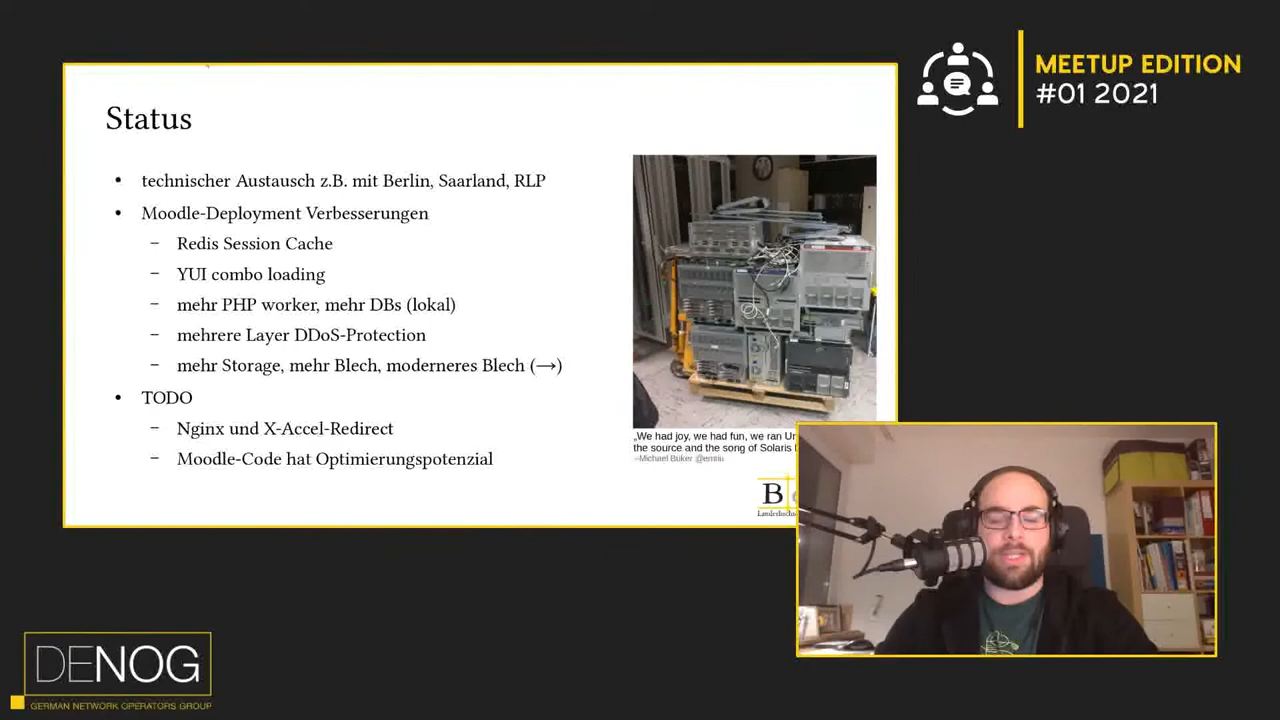 MEETUP EDITION
#01 2021
Status
• technischer Austausch z.B. mit Berlin, Saarland, RLP
• Moodle-Deployment Verbesserungen
– Redis Session Cache
– YUI combo loading
– mehr PHP worker, mehr DBs (lokal)
– mehrere Layer DDoS-Protection
– mehr Storage, mehr Blech, moderneres Blech (→)
• TODO
– Nginx und X-Accel-Redirect
– Moodle-Code hat Optimierungspotenzial
„We had joy, we had fun, we ran
the source and the song of Solaris
–Michael Büker @emtiu
B
DENOG
GERMAN NETWORK OPERATORS GROUP